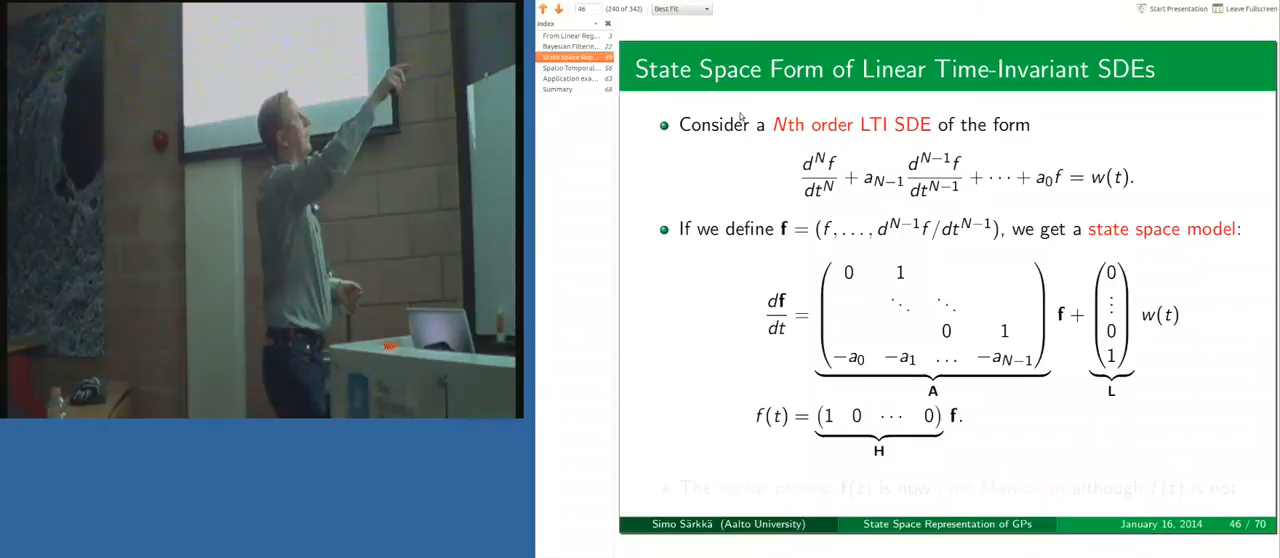 46 (240 of 342) Best Fit Start Presentation Leave Fullscreen
Index
From Linear Reg... 3
Bayesian Filterin... 22
State Space Rep... 39
Spatio-Temporal... 56
Application exa... 63
Summary 68
State Space Form of Linear Time-Invariant SDEs
Consider a Nth order LTI SDE of the form
d^N f/dt^N + a_{N−1} d^{N−1} f/dt^{N−1} + ··· + a_0 f = w(t).
If we define f = (f, . . . , d^{N−1}f/dt^{N−1}), we get a state space model:
df/dt = ( 0 1 ⋱ ⋱ 0 1 −a_0 −a_1 ... −a_{N−1} ) f + ( 0 ⋮ 0 1 ) w(t)
A L
f(t) = (1 0 ··· 0) f.
H
The vector process f(t) is now time Markovian although f(t) is not.
Simo Särkkä (Aalto University) State Space Representation of GPs January 16, 2014 46 / 70